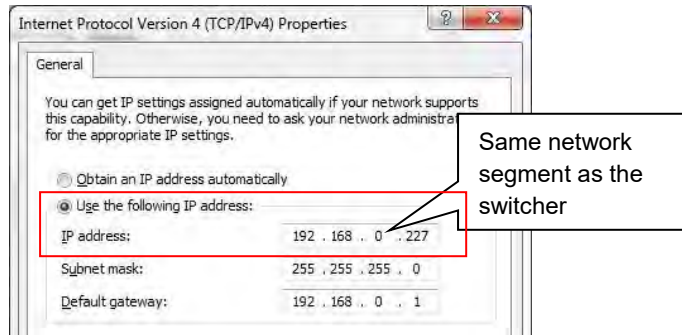 Internet Protocol Version 4 (TCP/IPv4) Properties
General
You can get IP settings assigned automatically if your network supports
this capability. Otherwise, you need to ask your network
for the appropriate IP settings.
Obtain an IP address automatically
Use the following IP address:
IP address: 192 . 168 . 0 . 227
Subnet mask: 255 . 255 . 255 . 0
Default gateway: 192 . 168 . 0 . 1
Same network
segment as the
switcher